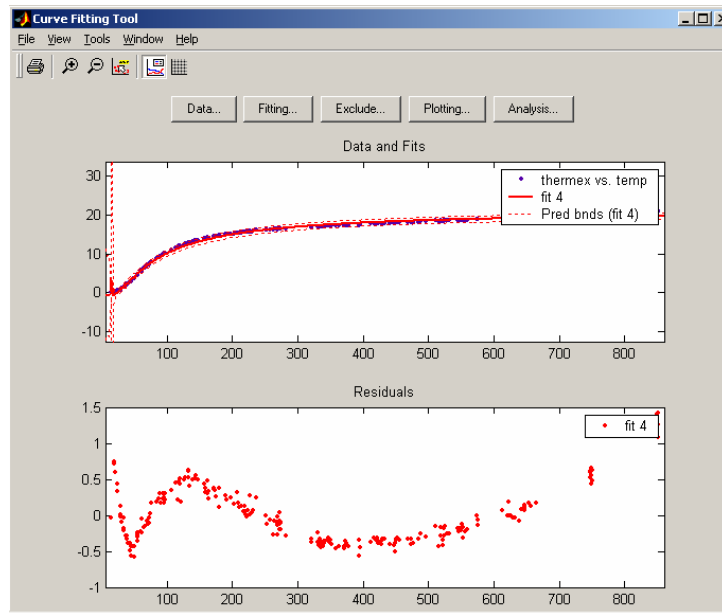 Curve Fitting Tool
File View Tools Window Help
Data... Fitting... Exclude... Plotting... Analysis...
Data and Fits
30
20
10
0
-10
thermex vs. temp
fit 4
Pred bnds (fit 4)
100 200 300 400 500 600 700 800
Residuals
1.5
1
0.5
0
-0.5
-1
fit 4
100 200 300 400 500 600 700 800